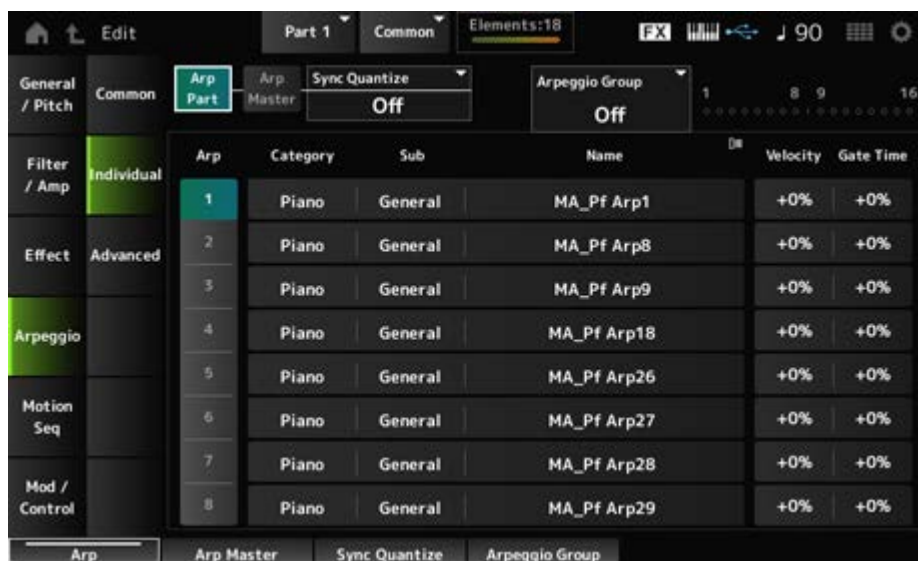 Edit Part 1 Common Elements:18 FX ♩ 90
General / Pitch
Common
Arp Part
Arp Master
Sync Quantize
Off
Arpeggio Group
Off
1 8 9 16
Filter / Amp
Individual
Arp Category Sub Name Velocity Gate Time
1 Piano General MA_Pf Arp1 +0% +0%
2 Piano General MA_Pf Arp8 +0% +0%
Effect
Advanced
3 Piano General MA_Pf Arp9 +0% +0%
Arpeggio
4 Piano General MA_Pf Arp18 +0% +0%
5 Piano General MA_Pf Arp26 +0% +0%
Motion Seq
6 Piano General MA_Pf Arp27 +0% +0%
7 Piano General MA_Pf Arp28 +0% +0%
Mod / Control
8 Piano General MA_Pf Arp29 +0% +0%
Arp Arp Master Sync Quantize Arpeggio Group